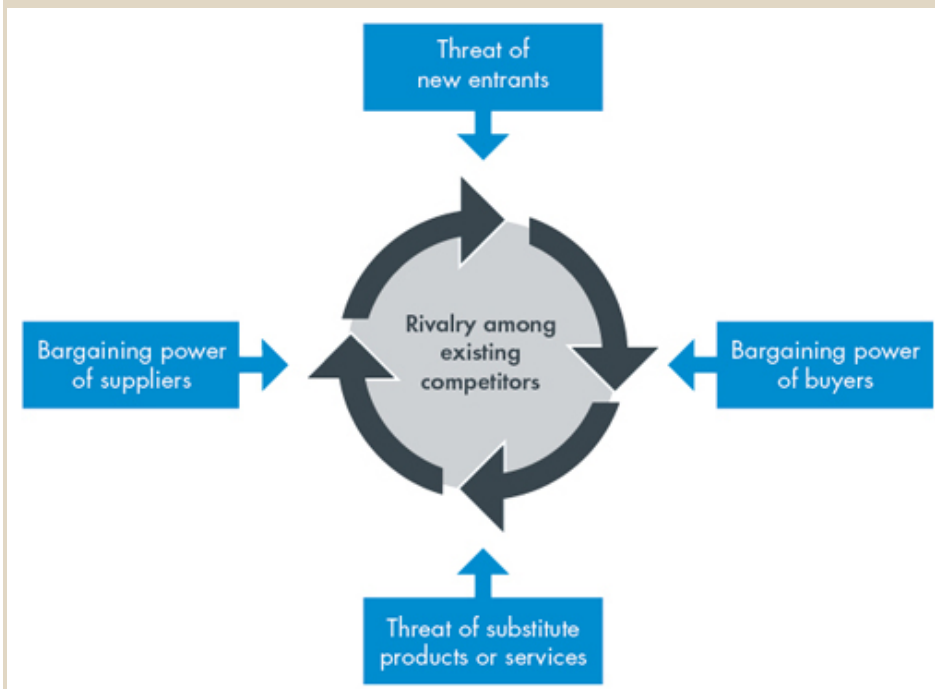 Threat of
new entrants
Bargaining power
of suppliers
Rivalry among
existing
competitors
Bargaining power
of buyers
Threat of substitute
products or services